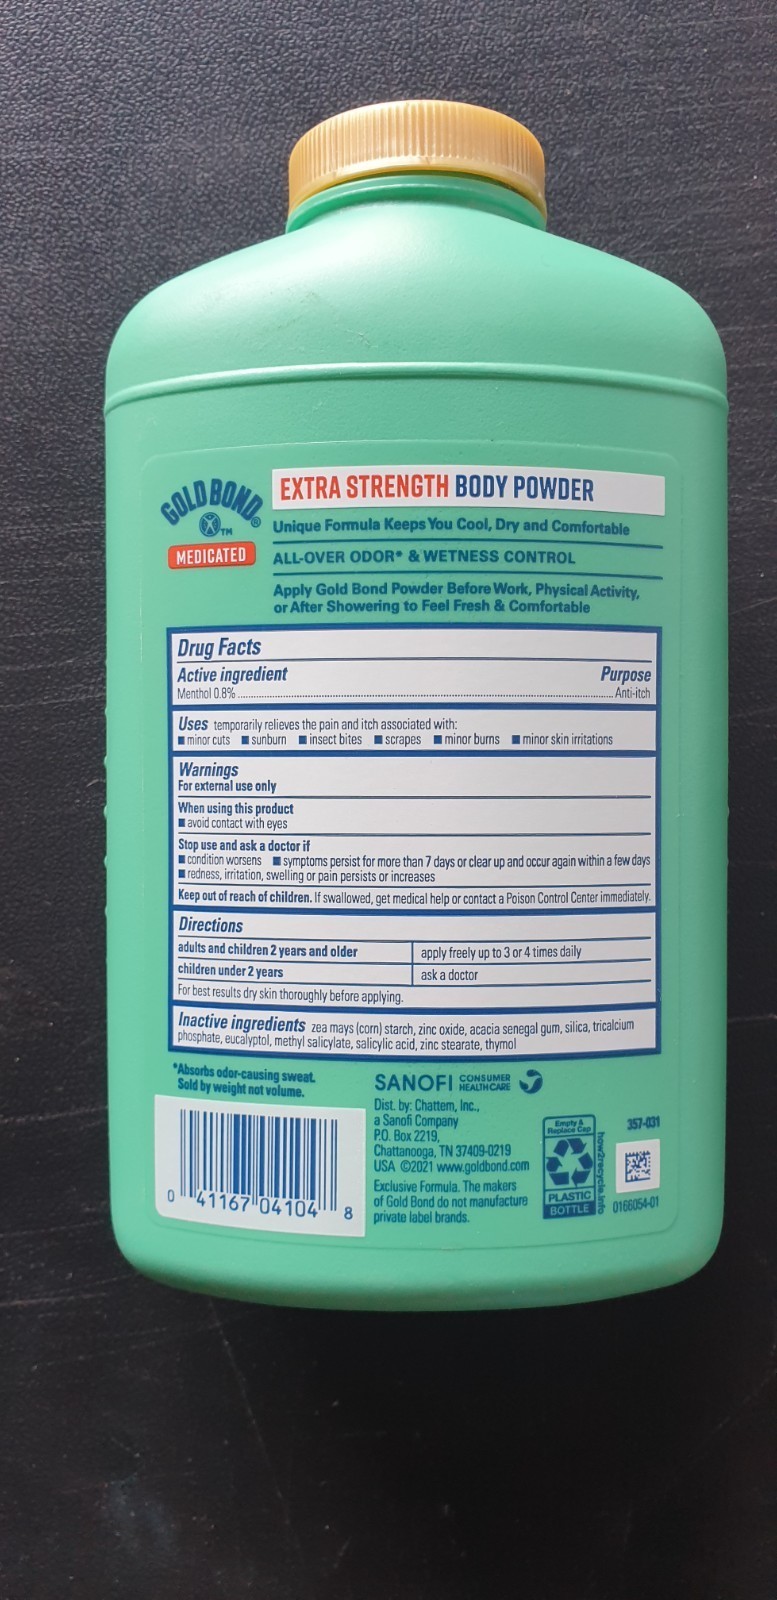 GOLD BOND®
TM
MEDICATED
EXTRA STRENGTH BODY POWDER
Unique Formula Keeps You Cool, Dry and Comfortable
ALL-OVER ODOR* & WETNESS CONTROL
Apply Gold Bond Powder Before Work, Physical Activity,
or After Showering to Feel Fresh & Comfortable
Drug Facts
Active ingredient Purpose
Menthol 0.8% ........ Anti-itch
Uses temporarily relieves the pain and itch associated with:
■ minor cuts ■ sunburn ■ insect bites ■ scrapes ■ minor burns ■ minor skin irritations
Warnings
For external use only
When using this product
■ avoid contact with eyes
Stop use and ask a doctor if
■ condition worsens ■ symptoms persist for more than 7 days or clear up and occur again within a few days
■ redness, irritation, swelling or pain persists or increases
Keep out of reach of children. If swallowed, get medical help or contact a Poison Control Center immediately.
Directions
adults and children 2 years and older apply freely up to 3 or 4 times daily
children under 2 years ask a doctor
For best results dry skin thoroughly before applying.
Inactive ingredients zea mays (corn) starch, zinc oxide, acacia senegal gum, silica, tricalcium
phosphate, eucalyptol, methyl salicylate, salicylic acid, zinc stearate, thymol
*Absorbs odor-causing sweat.
Sold by weight not volume.
0 41167 04104 8
SANOFI CONSUMER
HEALTHCARE
Dist. by: Chattem, Inc.,
a Sanofi Company
P.O. Box 2219,
Chattanooga, TN 37409-0219
USA ©2021 www.goldbond.com
Exclusive Formula. The makers
of Gold Bond do not manufacture
private label brands.
Empty &
Replace Cap
PLASTIC
BOTTLE
how2recycle.info
357-031
0166054-01